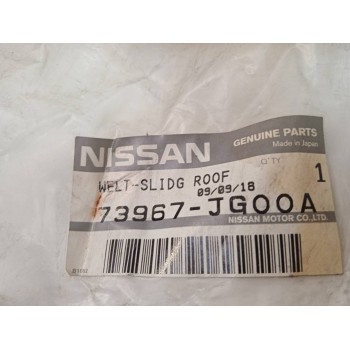 NISSAN
GENUINE PARTS
Made in Japan
Q'TY
WELT-SLIDG ROOF
1
09/09/18
73967-JG00A
NISSAN MOTOR CO.,LTD.